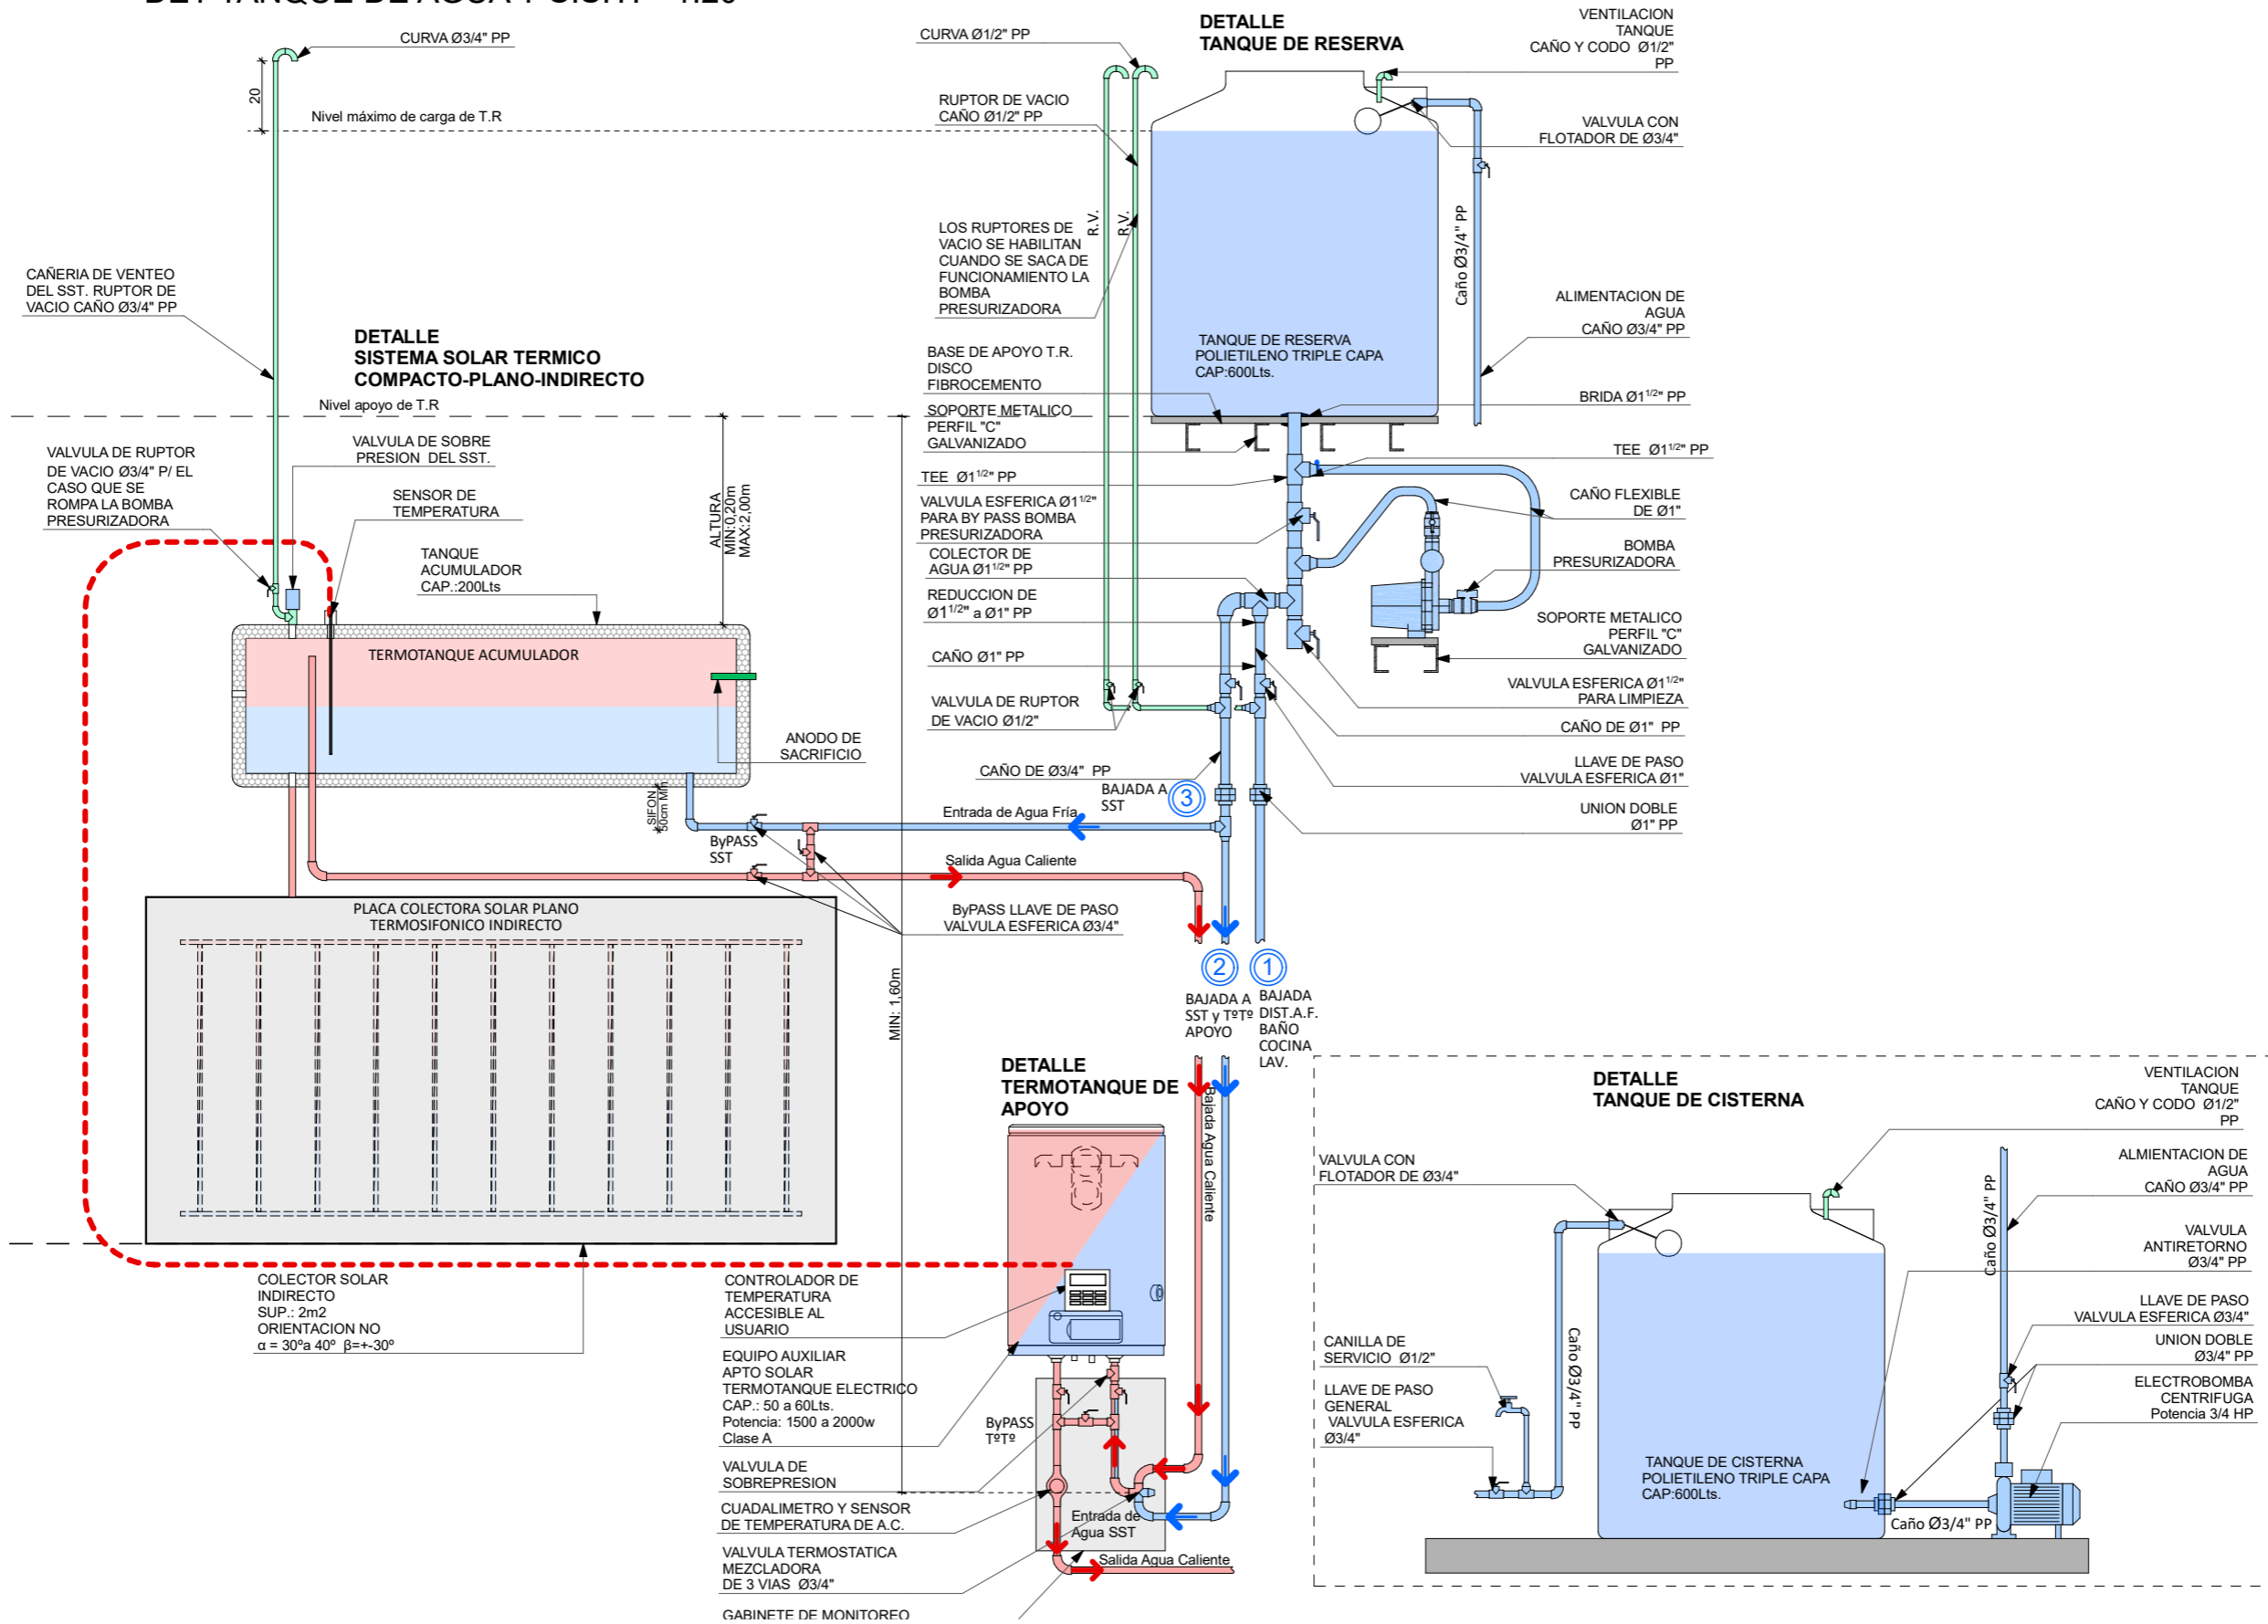 CURVA Ø3/4" PP
20
Nivel máximo de carga de T.R
CAÑERIA DE VENTEO
DEL SST. RUPTOR DE
VACIO CAÑO Ø3/4" PP
DETALLE
SISTEMA SOLAR TERMICO
COMPACTO-PLANO-INDIRECTO
Nivel apoyo de T.R
VALVULA DE RUPTOR
DE VACIO Ø3/4" P/ EL
CASO QUE SE
ROMPA LA BOMBA
PRESURIZADORA
VALVULA DE SOBRE
PRESION DEL SST.
SENSOR DE
TEMPERATURA
TANQUE
ACUMULADOR
CAP.:200Lts
ALTURA
MIN:0,20m
MAX:2,00m
TERMOTANQUE ACUMULADOR
ANODO DE
SACRIFICIO
SIFON
50cm Min
ByPASS
SST
Entrada de Agua Fría
Salida Agua Caliente
ByPASS LLAVE DE PASO
VALVULA ESFERICA Ø3/4"
MIN: 1,60m
PLACA COLECTORA SOLAR PLANO
TERMOSIFONICO INDIRECTO
COLECTOR SOLAR
INDIRECTO
SUP.: 2m2
ORIENTACION NO
α = 30ºa 40º β=+-30º
DETALLE
TANQUE DE RESERVA
CURVA Ø1/2" PP
RUPTOR DE VACIO
CAÑO Ø1/2" PP
R.V.
R.V.
LOS RUPTORES DE
VACIO SE HABILITAN
CUANDO SE SACA DE
FUNCIONAMIENTO LA
BOMBA
PRESURIZADORA
BASE DE APOYO T.R.
DISCO
FIBROCEMENTO
SOPORTE METALICO
PERFIL "C"
GALVANIZADO
TEE Ø1 1/2" PP
VALVULA ESFERICA Ø1 1/2"
PARA BY PASS BOMBA
PRESURIZADORA
COLECTOR DE
AGUA Ø1 1/2" PP
REDUCCION DE
Ø1 1/2" a Ø1" PP
CAÑO Ø1" PP
VALVULA DE RUPTOR
DE VACIO Ø1/2"
CAÑO DE Ø3/4" PP
BAJADA A
SST
3
TANQUE DE RESERVA
POLIETILENO TRIPLE CAPA
CAP:600Lts.
VENTILACION
TANQUE
CAÑO Y CODO Ø1/2"
PP
VALVULA CON
FLOTADOR DE Ø3/4"
Caño Ø3/4" PP
ALIMENTACION DE
AGUA
CAÑO Ø3/4" PP
BRIDA Ø1 1/2" PP
TEE Ø1 1/2" PP
CAÑO FLEXIBLE
DE Ø1"
BOMBA
PRESURIZADORA
SOPORTE METALICO
PERFIL "C"
GALVANIZADO
VALVULA ESFERICA Ø1 1/2"
PARA LIMPIEZA
CAÑO DE Ø1" PP
LLAVE DE PASO
VALVULA ESFERICA Ø1"
UNION DOBLE
Ø1" PP
2
BAJADA A
SST y TºTº
APOYO
1
BAJADA
DIST.A.F.
BAÑO
COCINA
LAV.
DETALLE
TERMOTANQUE DE
APOYO
Bajada Agua Caliente
CONTROLADOR DE
TEMPERATURA
ACCESIBLE AL
USUARIO
EQUIPO AUXILIAR
APTO SOLAR
TERMOTANQUE ELECTRICO
CAP.: 50 a 60Lts.
Potencia: 1500 a 2000w
Clase A
VALVULA DE
SOBREPRESION
CUADALIMETRO Y SENSOR
DE TEMPERATURA DE A.C.
VALVULA TERMOSTATICA
MEZCLADORA
DE 3 VIAS Ø3/4"
GABINETE DE MONITOREO
ByPASS
TºTº
Entrada de
Agua SST
Salida Agua Caliente
DETALLE
TANQUE DE CISTERNA
VALVULA CON
FLOTADOR DE Ø3/4"
CANILLA DE
SERVICIO Ø1/2"
LLAVE DE PASO
GENERAL
VALVULA ESFERICA
Ø3/4"
Caño Ø3/4" PP
TANQUE DE CISTERNA
POLIETILENO TRIPLE CAPA
CAP:600Lts.
VENTILACION
TANQUE
CAÑO Y CODO Ø1/2"
PP
ALMIENTACION DE
AGUA
CAÑO Ø3/4" PP
Caño Ø3/4" PP
VALVULA
ANTIRETORNO
Ø3/4" PP
LLAVE DE PASO
VALVULA ESFERICA Ø3/4"
UNION DOBLE
Ø3/4" PP
ELECTROBOMBA
CENTRIFUGA
Potencia 3/4 HP
Caño Ø3/4" PP